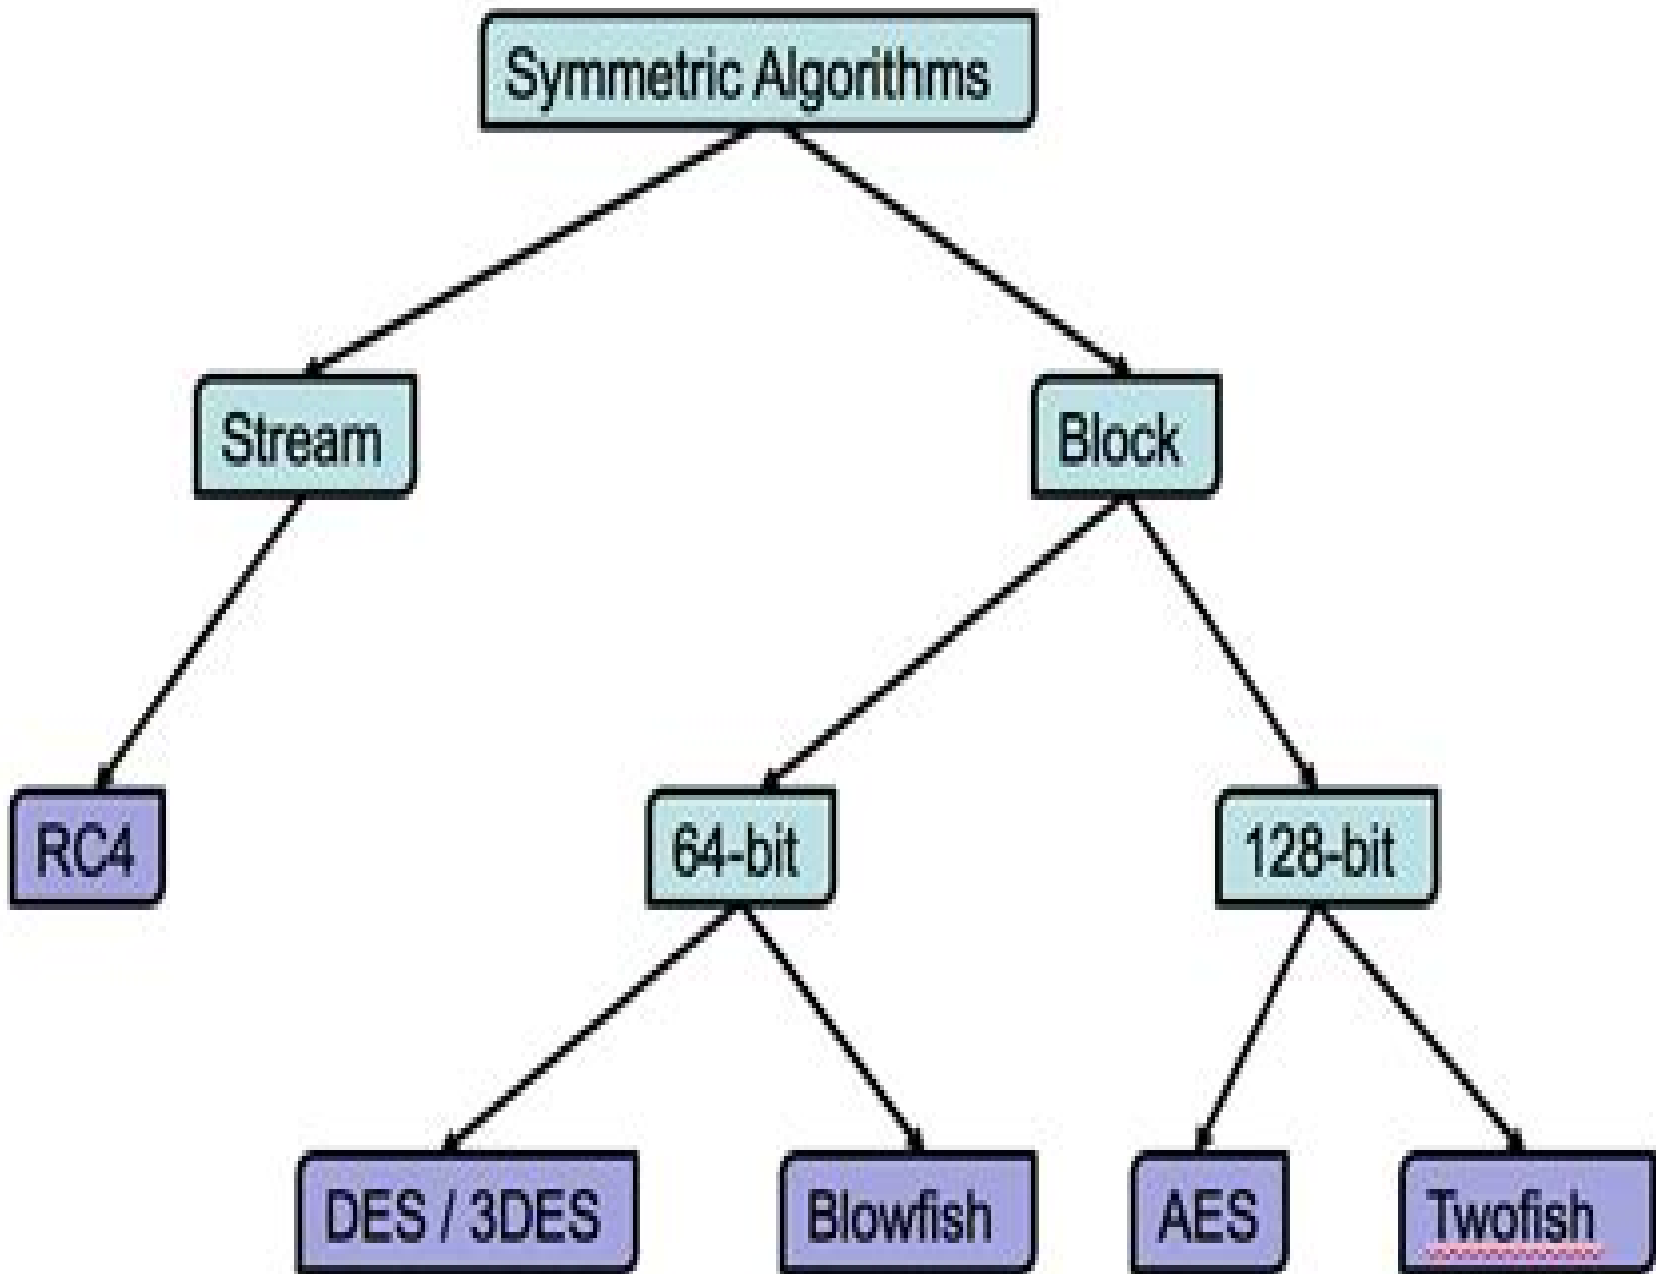 Symmetric Algorithms
Stream
Block
RC4
64-bit
128-bit
DES / 3DES
Blowfish
AES
Twofish